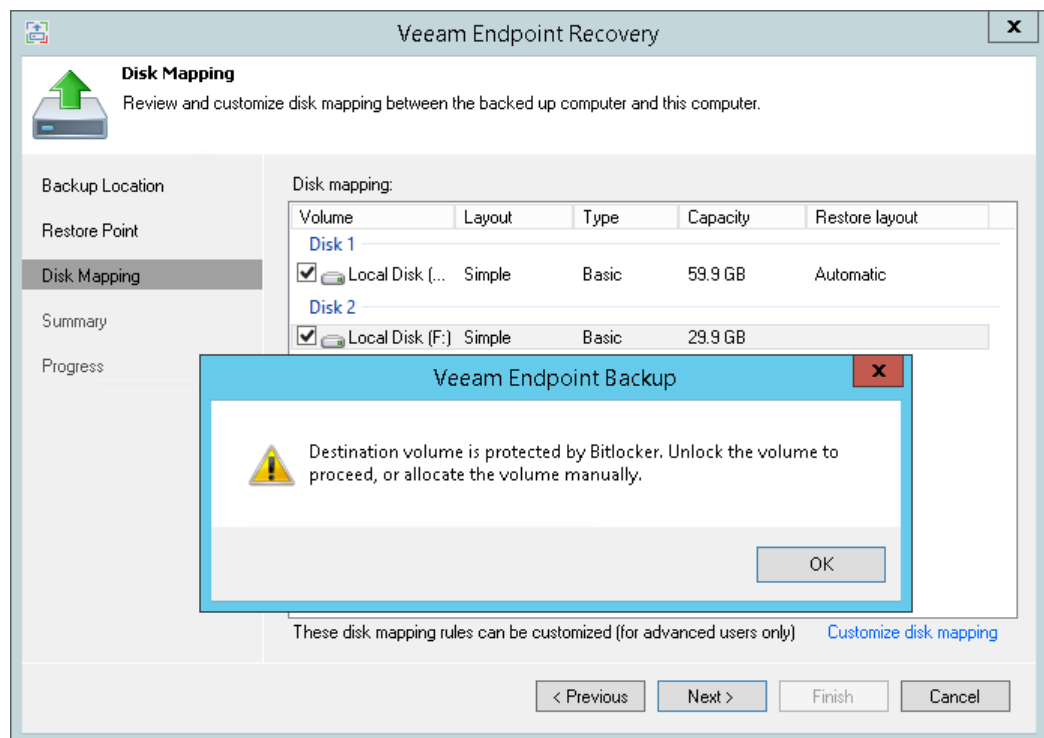 Veeam Endpoint Recovery
x
Disk Mapping
Review and customize disk mapping between the backed up computer and this computer.
Backup Location
Restore Point
Disk Mapping
Summary
Progress
Disk mapping:
Volume Layout Type Capacity Restore layout
Disk 1
Local Disk (... Simple Basic 59.9 GB Automatic
Disk 2
Local Disk (F:) Simple Basic 29.9 GB
Veeam Endpoint Backup
x
Destination volume is protected by Bitlocker. Unlock the volume to
proceed, or allocate the volume manually.
OK
These disk mapping rules can be customized (for advanced users only) Customize disk mapping
< Previous Next > Finish Cancel